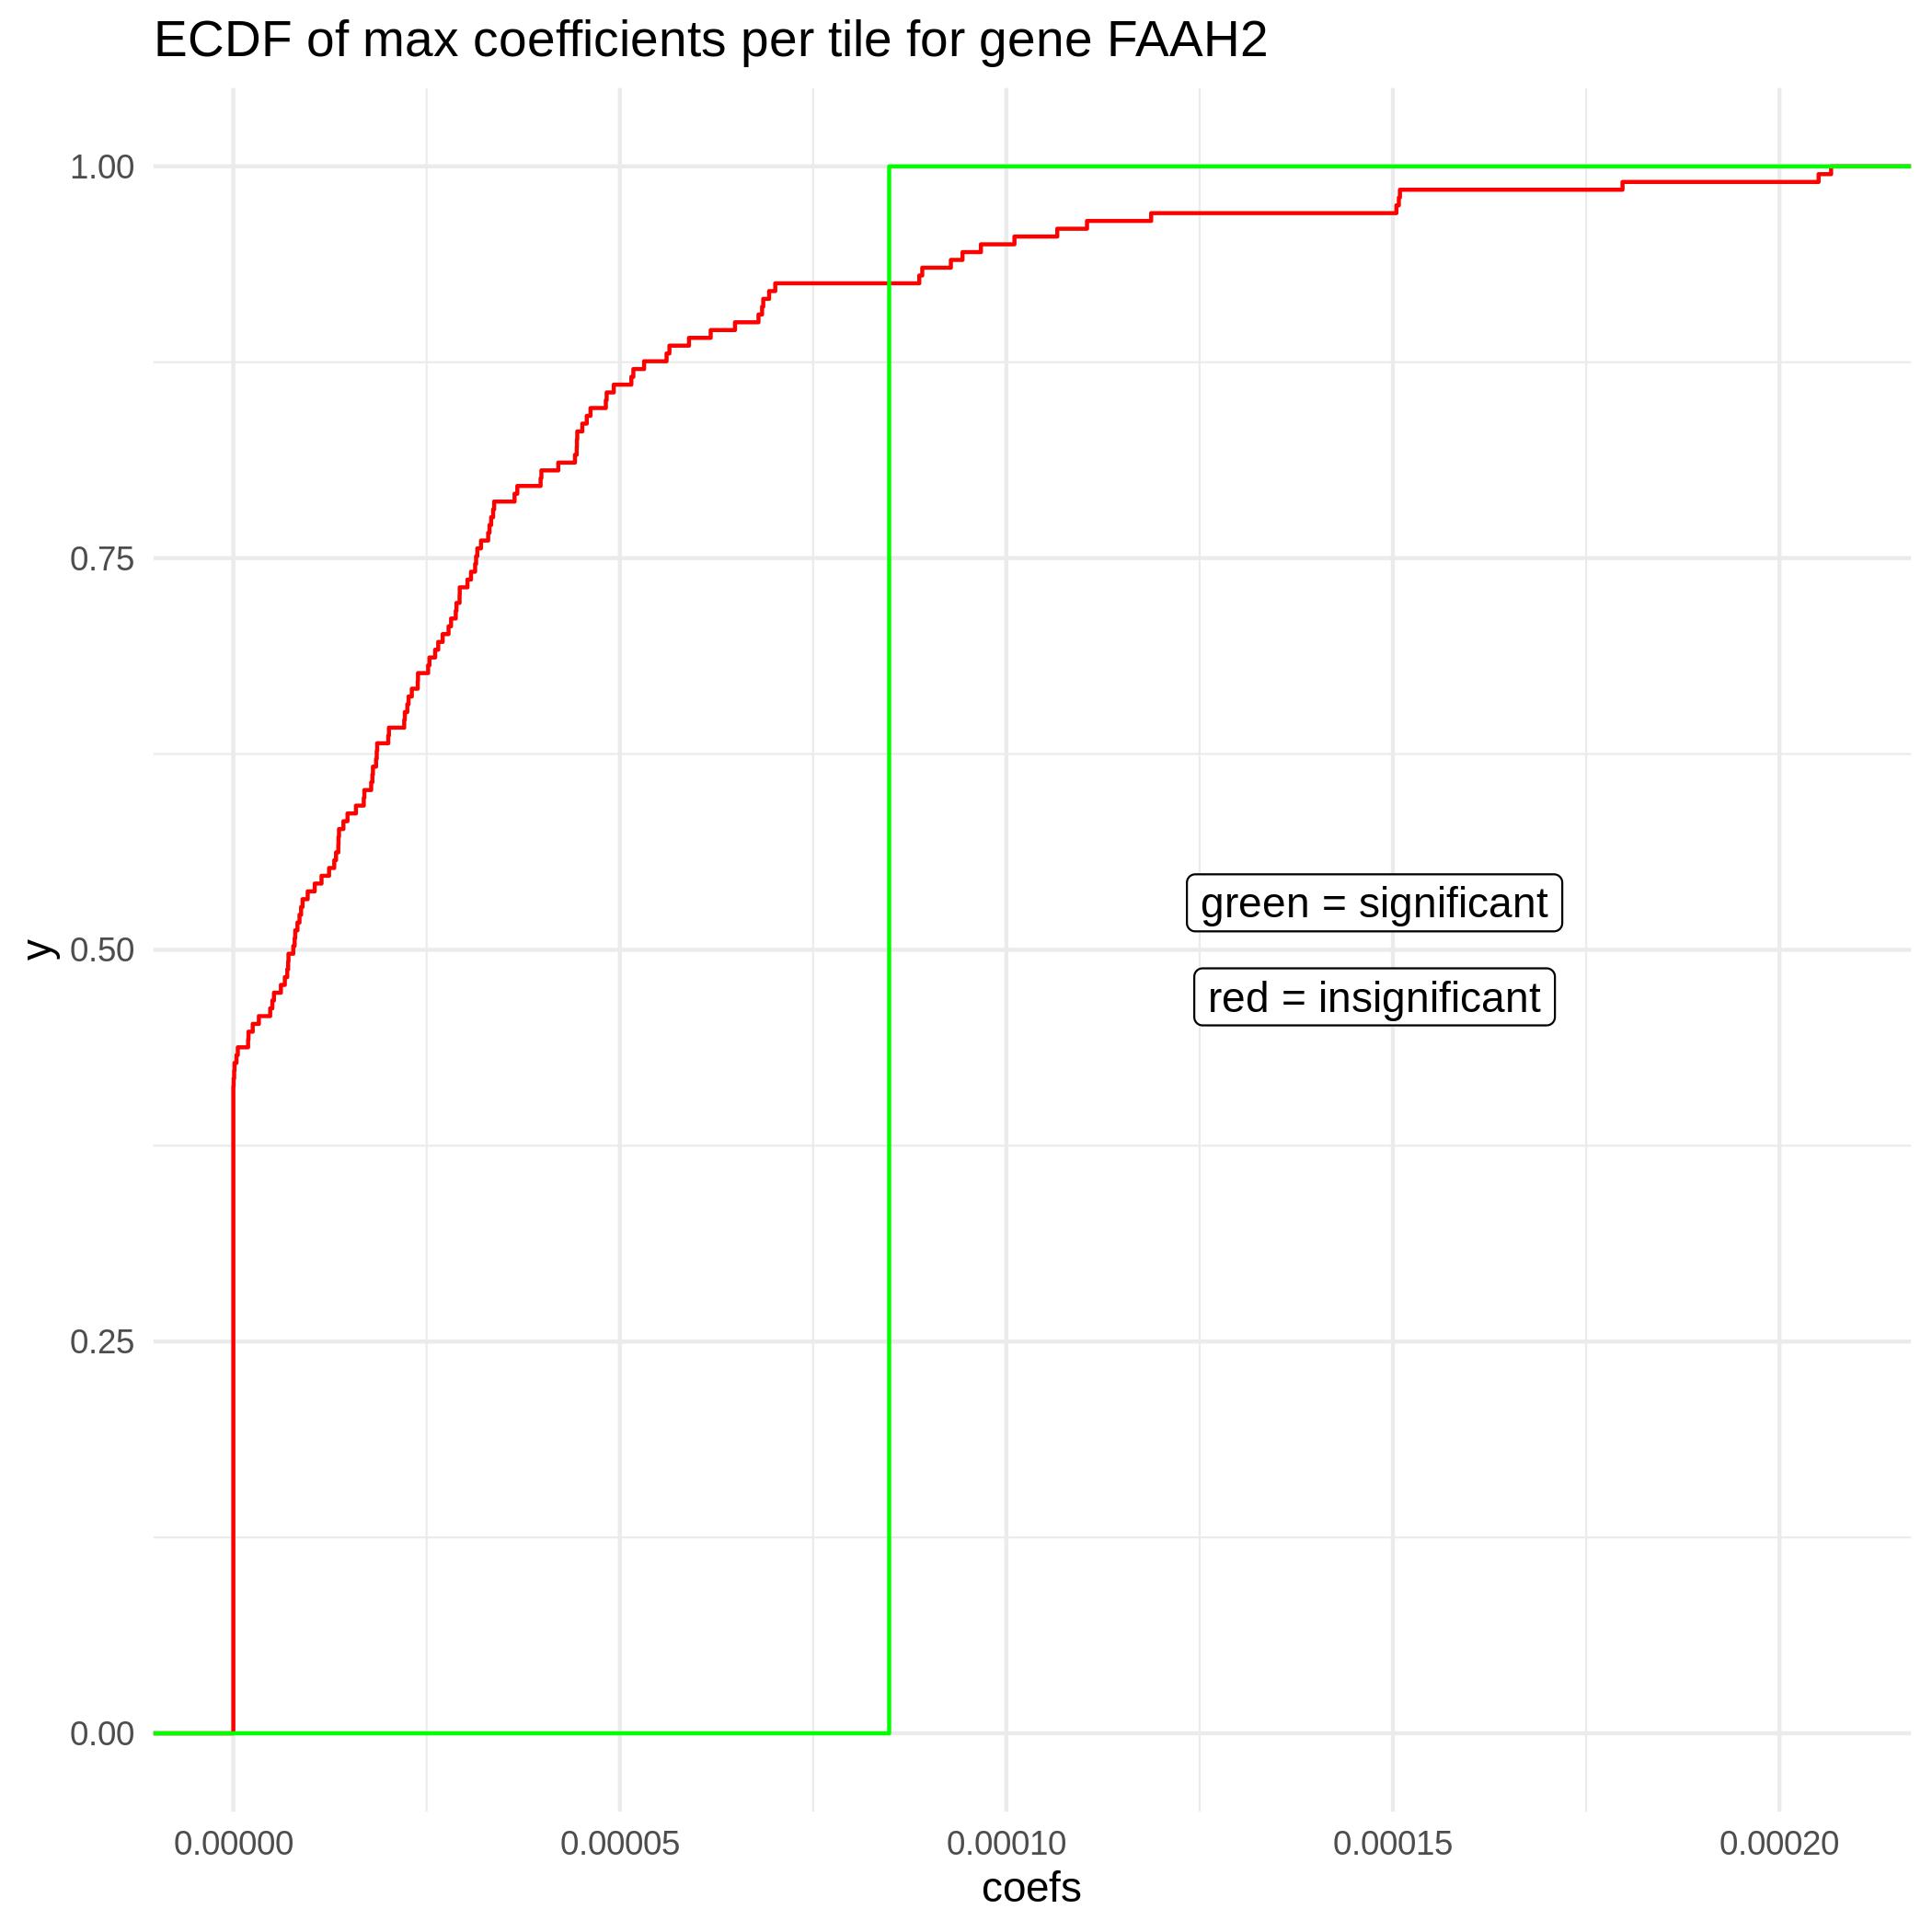 ECDF of max coefficients per tile for gene FAAH2
1.00
0.75
0.50
0.25
0.00
y
green = significant
red = insignificant
0.00000 0.00005 0.00010 0.00015 0.00020
coefs